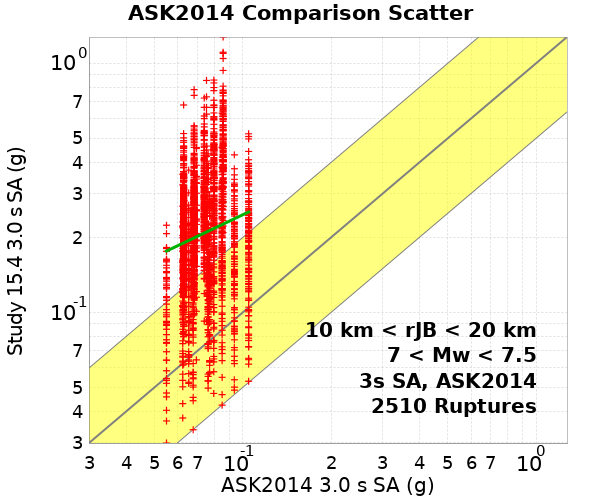 ASK2014 Comparison Scatter
Study 15.4 3.0 s SA (g)
10⁰
7
5
4
3
2
10⁻¹
7
5
4
3
10 km < rJB < 20 km
7 < Mw < 7.5
3s SA, ASK2014
2510 Ruptures
3 4 5 6 7 10⁻¹ 2 3 4 5 6 7 10⁰
ASK2014 3.0 s SA (g)